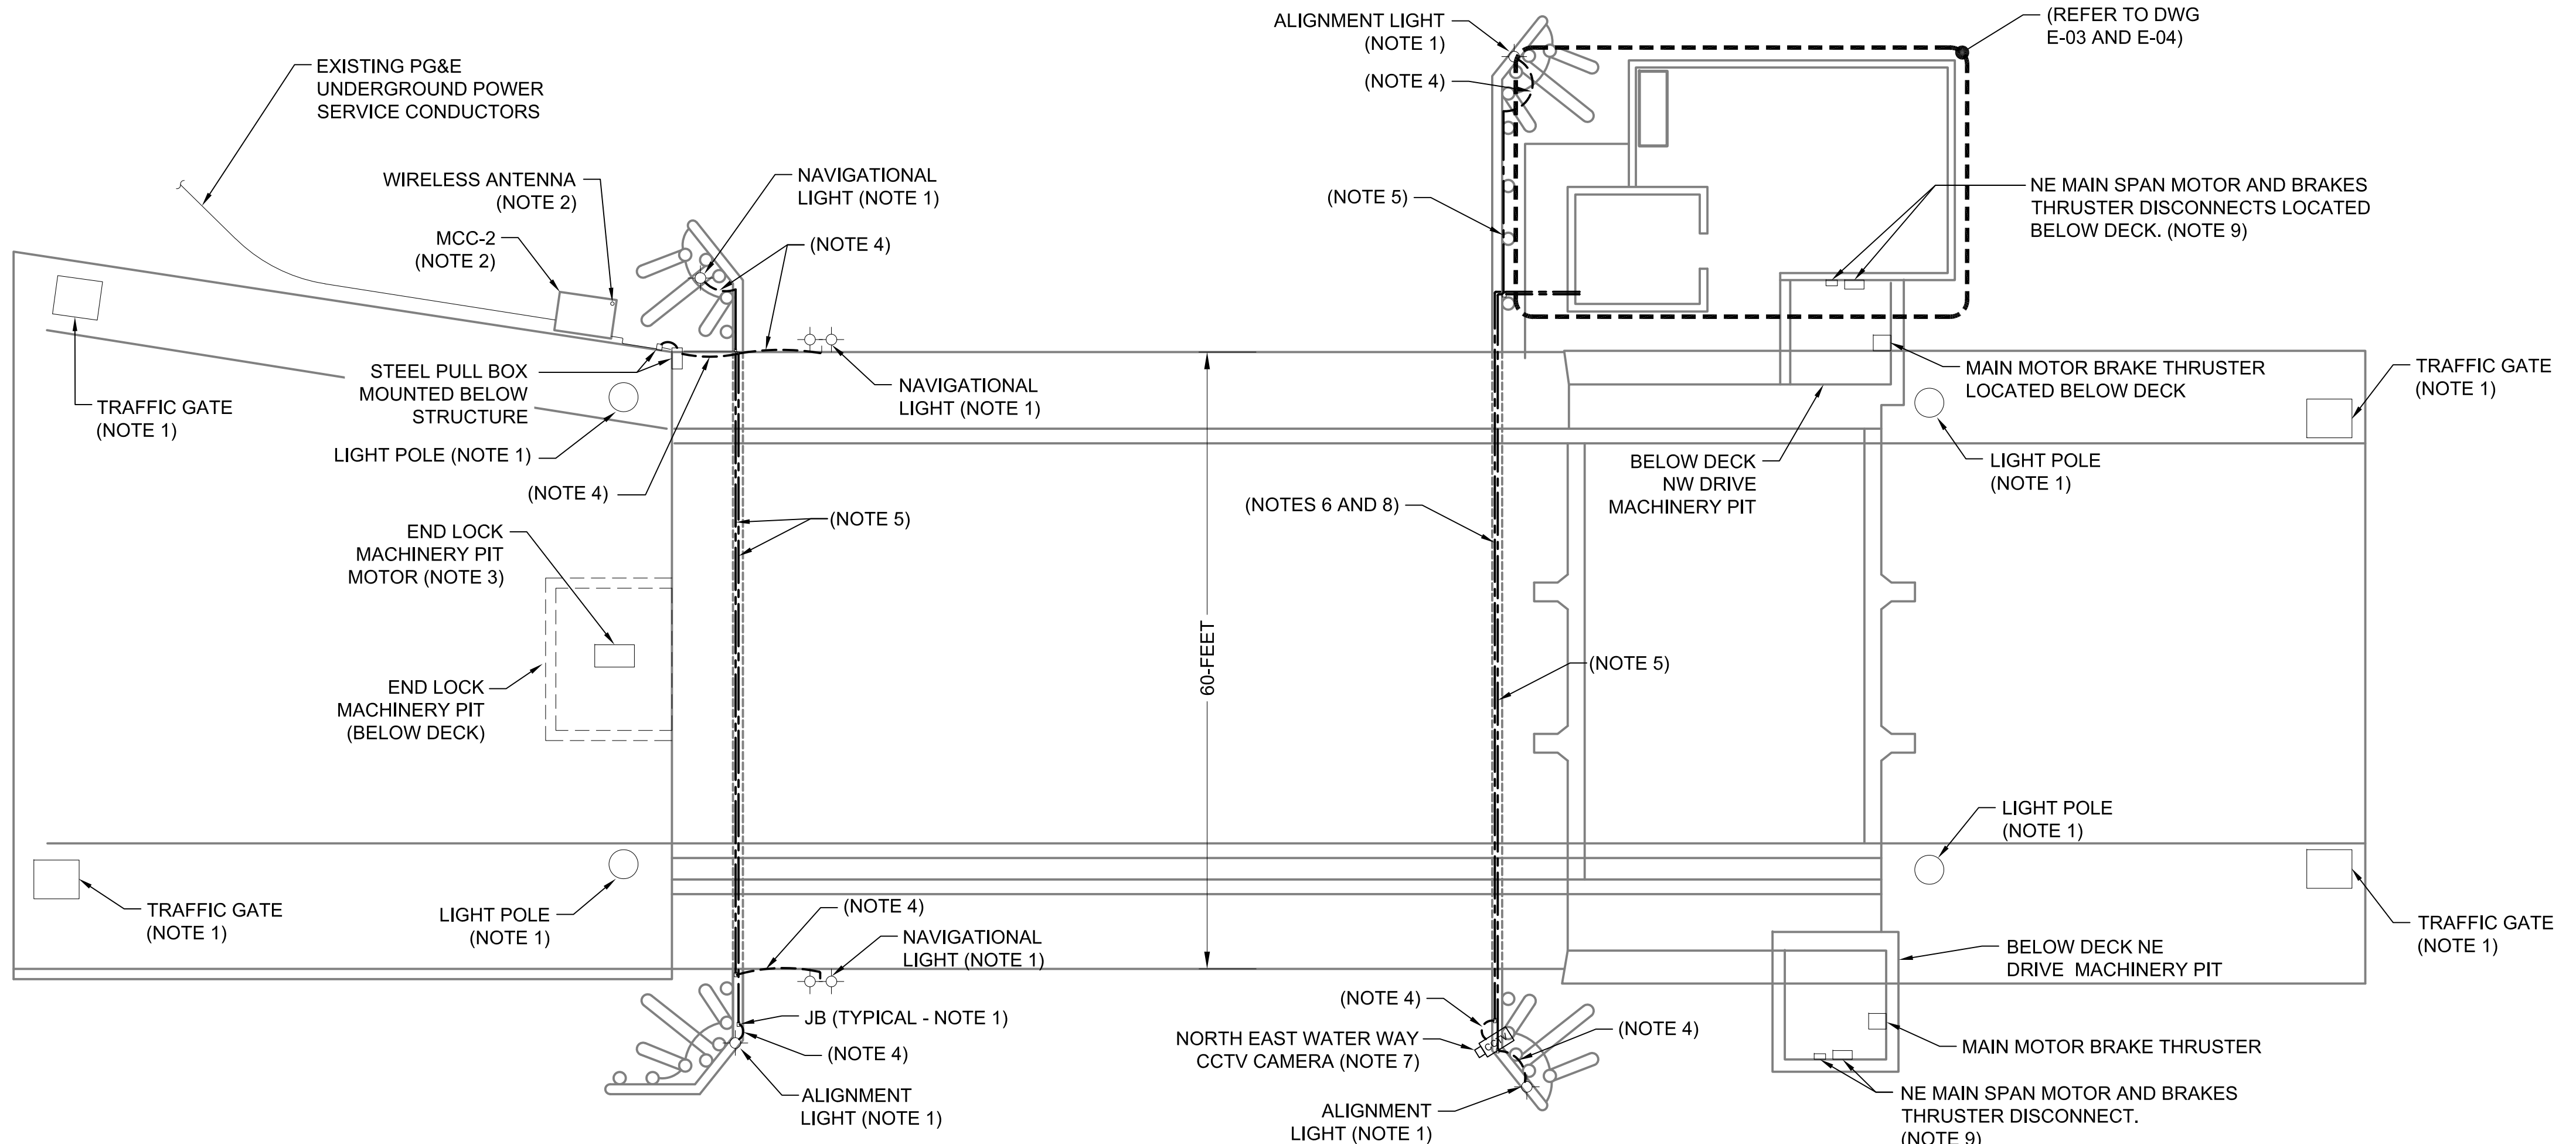 ALIGNMENT LIGHT
(NOTE 1)
(NOTE 4)
(REFER TO DWG
E-03 AND E-04)
EXISTING PG&E
UNDERGROUND POWER
SERVICE CONDUCTORS
WIRELESS ANTENNA
(NOTE 2)
MCC-2
(NOTE 2)
NAVIGATIONAL
LIGHT (NOTE 1)
(NOTE 4)
(NOTE 5)
NE MAIN SPAN MOTOR AND BRAKES
THRUSTER DISCONNECTS LOCATED
BELOW DECK. (NOTE 9)
TRAFFIC GATE
(NOTE 1)
STEEL PULL BOX
MOUNTED BELOW
STRUCTURE
NAVIGATIONAL
LIGHT (NOTE 1)
MAIN MOTOR BRAKE THRUSTER
LOCATED BELOW DECK
TRAFFIC GATE
(NOTE 1)
LIGHT POLE (NOTE 1)
(NOTE 4)
BELOW DECK
NW DRIVE
MACHINERY PIT
LIGHT POLE
(NOTE 1)
END LOCK
MACHINERY PIT
MOTOR (NOTE 3)
(NOTE 5)
(NOTES 6 AND 8)
60-FEET
(NOTE 5)
END LOCK
MACHINERY PIT
(BELOW DECK)
LIGHT POLE
(NOTE 1)
TRAFFIC GATE
(NOTE 1)
LIGHT POLE
(NOTE 1)
(NOTE 4)
NAVIGATIONAL
LIGHT (NOTE 1)
TRAFFIC GATE
(NOTE 1)
BELOW DECK NE
DRIVE MACHINERY PIT
JB (TYPICAL - NOTE 1)
(NOTE 4)
(NOTE 4)
NORTH EAST WATER WAY
CCTV CAMERA (NOTE 7)
(NOTE 4)
MAIN MOTOR BRAKE THRUSTER
ALIGNMENT
LIGHT (NOTE 1)
ALIGNMENT
LIGHT (NOTE 1)
NE MAIN SPAN MOTOR AND BRAKES
THRUSTER DISCONNECT.
(NOTE 9)